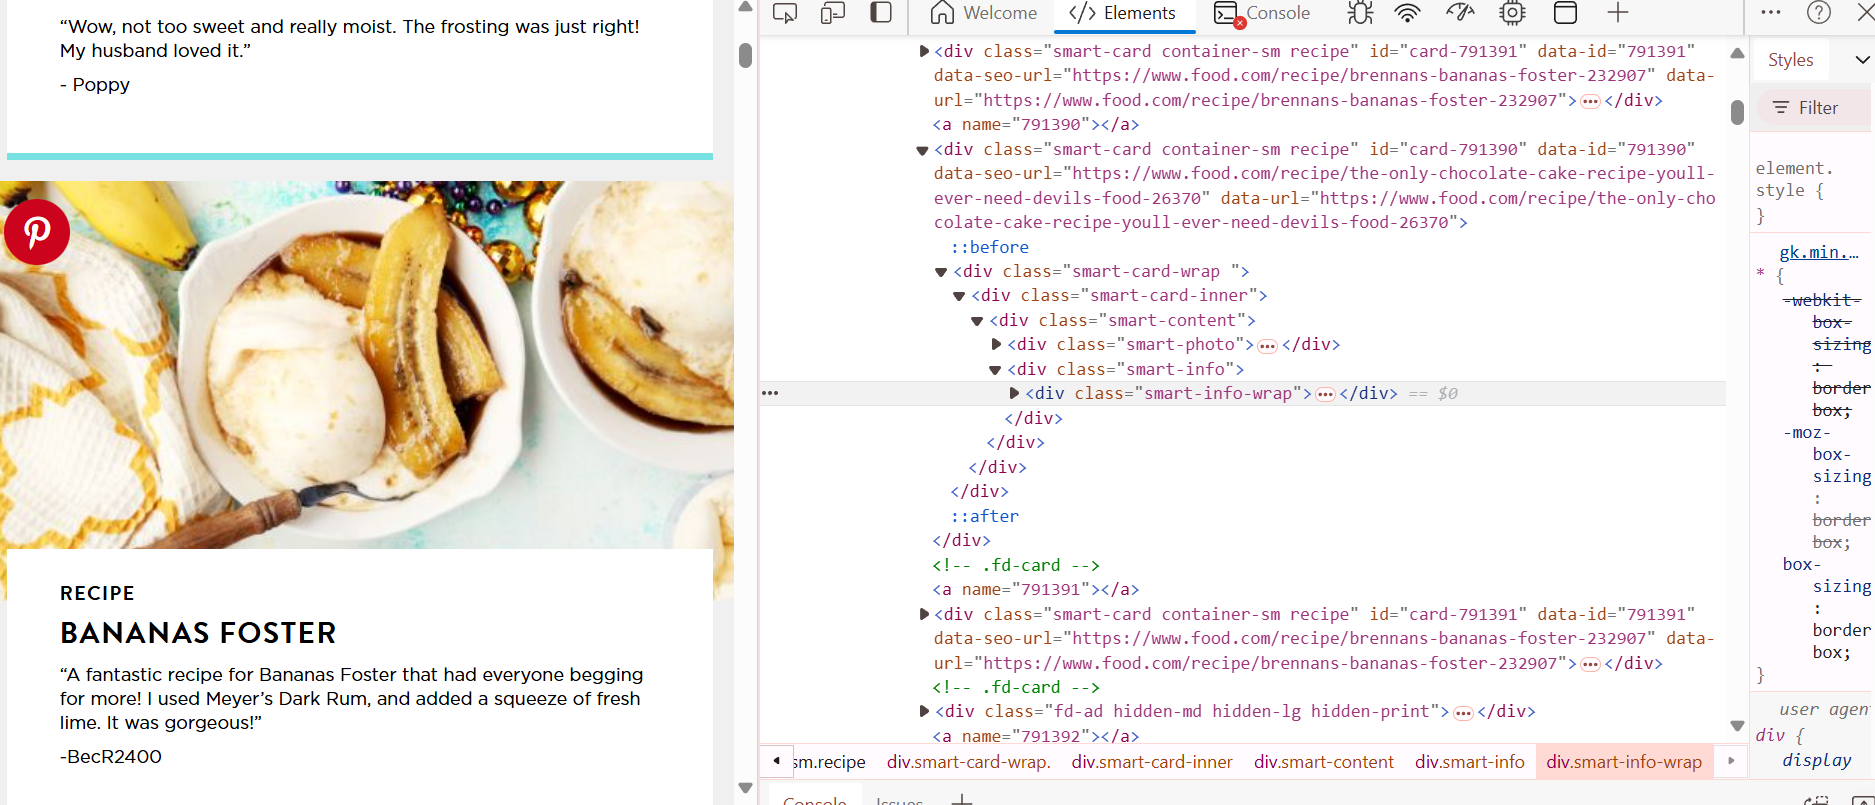 “Wow, not too sweet and really moist. The frosting was just right!
My husband loved it.”
- Poppy
RECIPE
BANANAS FOSTER
“A fantastic recipe for Bananas Foster that had everyone begging
for more! I used Meyer’s Dark Rum, and added a squeeze of fresh
lime. It was gorgeous!”
-BecR2400
Welcome
</> Elements
Console
<div class="smart-card container-sm recipe" id="card-791391" data-id="791391"
data-seo-url="https://www.food.com/recipe/brennans-bananas-foster-232907" data-
url="https://www.food.com/recipe/brennans-bananas-foster-232907">…</div>
<a name="791390"></a>
<div class="smart-card container-sm recipe" id="card-791390" data-id="791390"
data-seo-url="https://www.food.com/recipe/the-only-chocolate-cake-recipe-youll-
ever-need-devils-food-26370" data-url="https://www.food.com/recipe/the-only-cho
colate-cake-recipe-youll-ever-need-devils-food-26370">
::before
<div class="smart-card-wrap ">
<div class="smart-card-inner">
<div class="smart-content">
<div class="smart-photo">…</div>
<div class="smart-info">
<div class="smart-info-wrap">…</div> == $0
</div>
</div>
</div>
</div>
::after
</div>
<!-- .fd-card -->
<a name="791391"></a>
<div class="smart-card container-sm recipe" id="card-791391" data-id="791391"
data-seo-url="https://www.food.com/recipe/brennans-bananas-foster-232907" data-
url="https://www.food.com/recipe/brennans-bananas-foster-232907">…</div>
<!-- .fd-card -->
<div class="fd-ad hidden-md hidden-lg hidden-print">…</div>
<a name="791392"></a>
sm.recipe div.smart-card-wrap. div.smart-card-inner div.smart-content div.smart-info div.smart-info-wrap
Console Issues
Styles
Filter
element.
style {
}
gk.min.…
* {
-webkit-
box-
sizing
:
border
box;
-moz-
box-
sizing
:
border
box;
box-
sizing
:
border
box;
}
user agen
div {
display